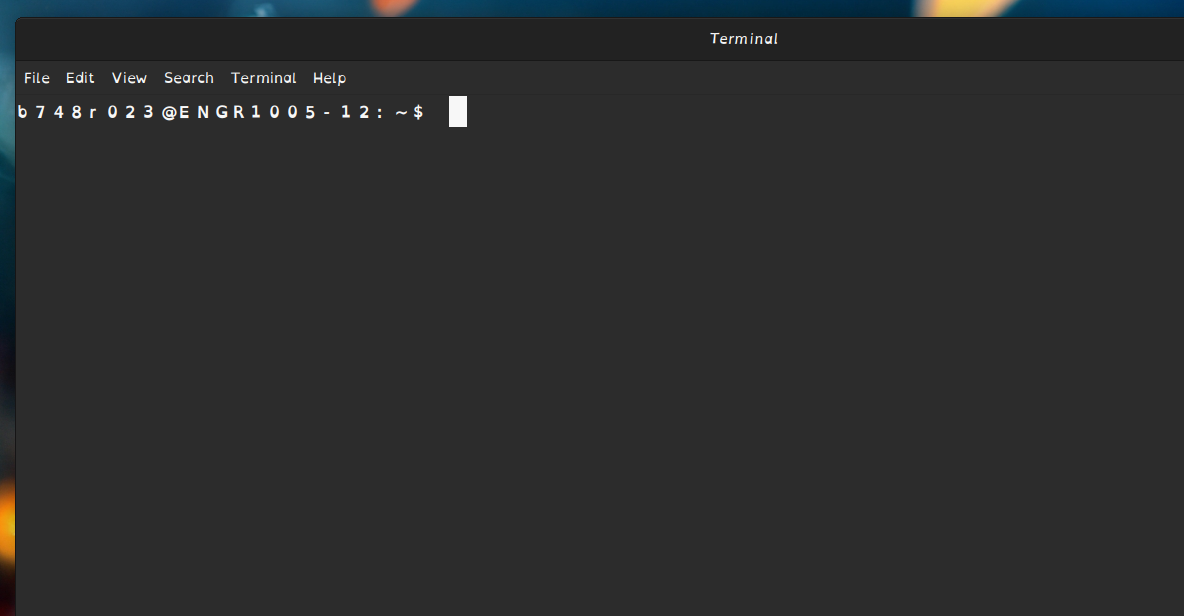 Terminal
File Edit View Search Terminal Help
b748r023@ENGR1005-12:~$